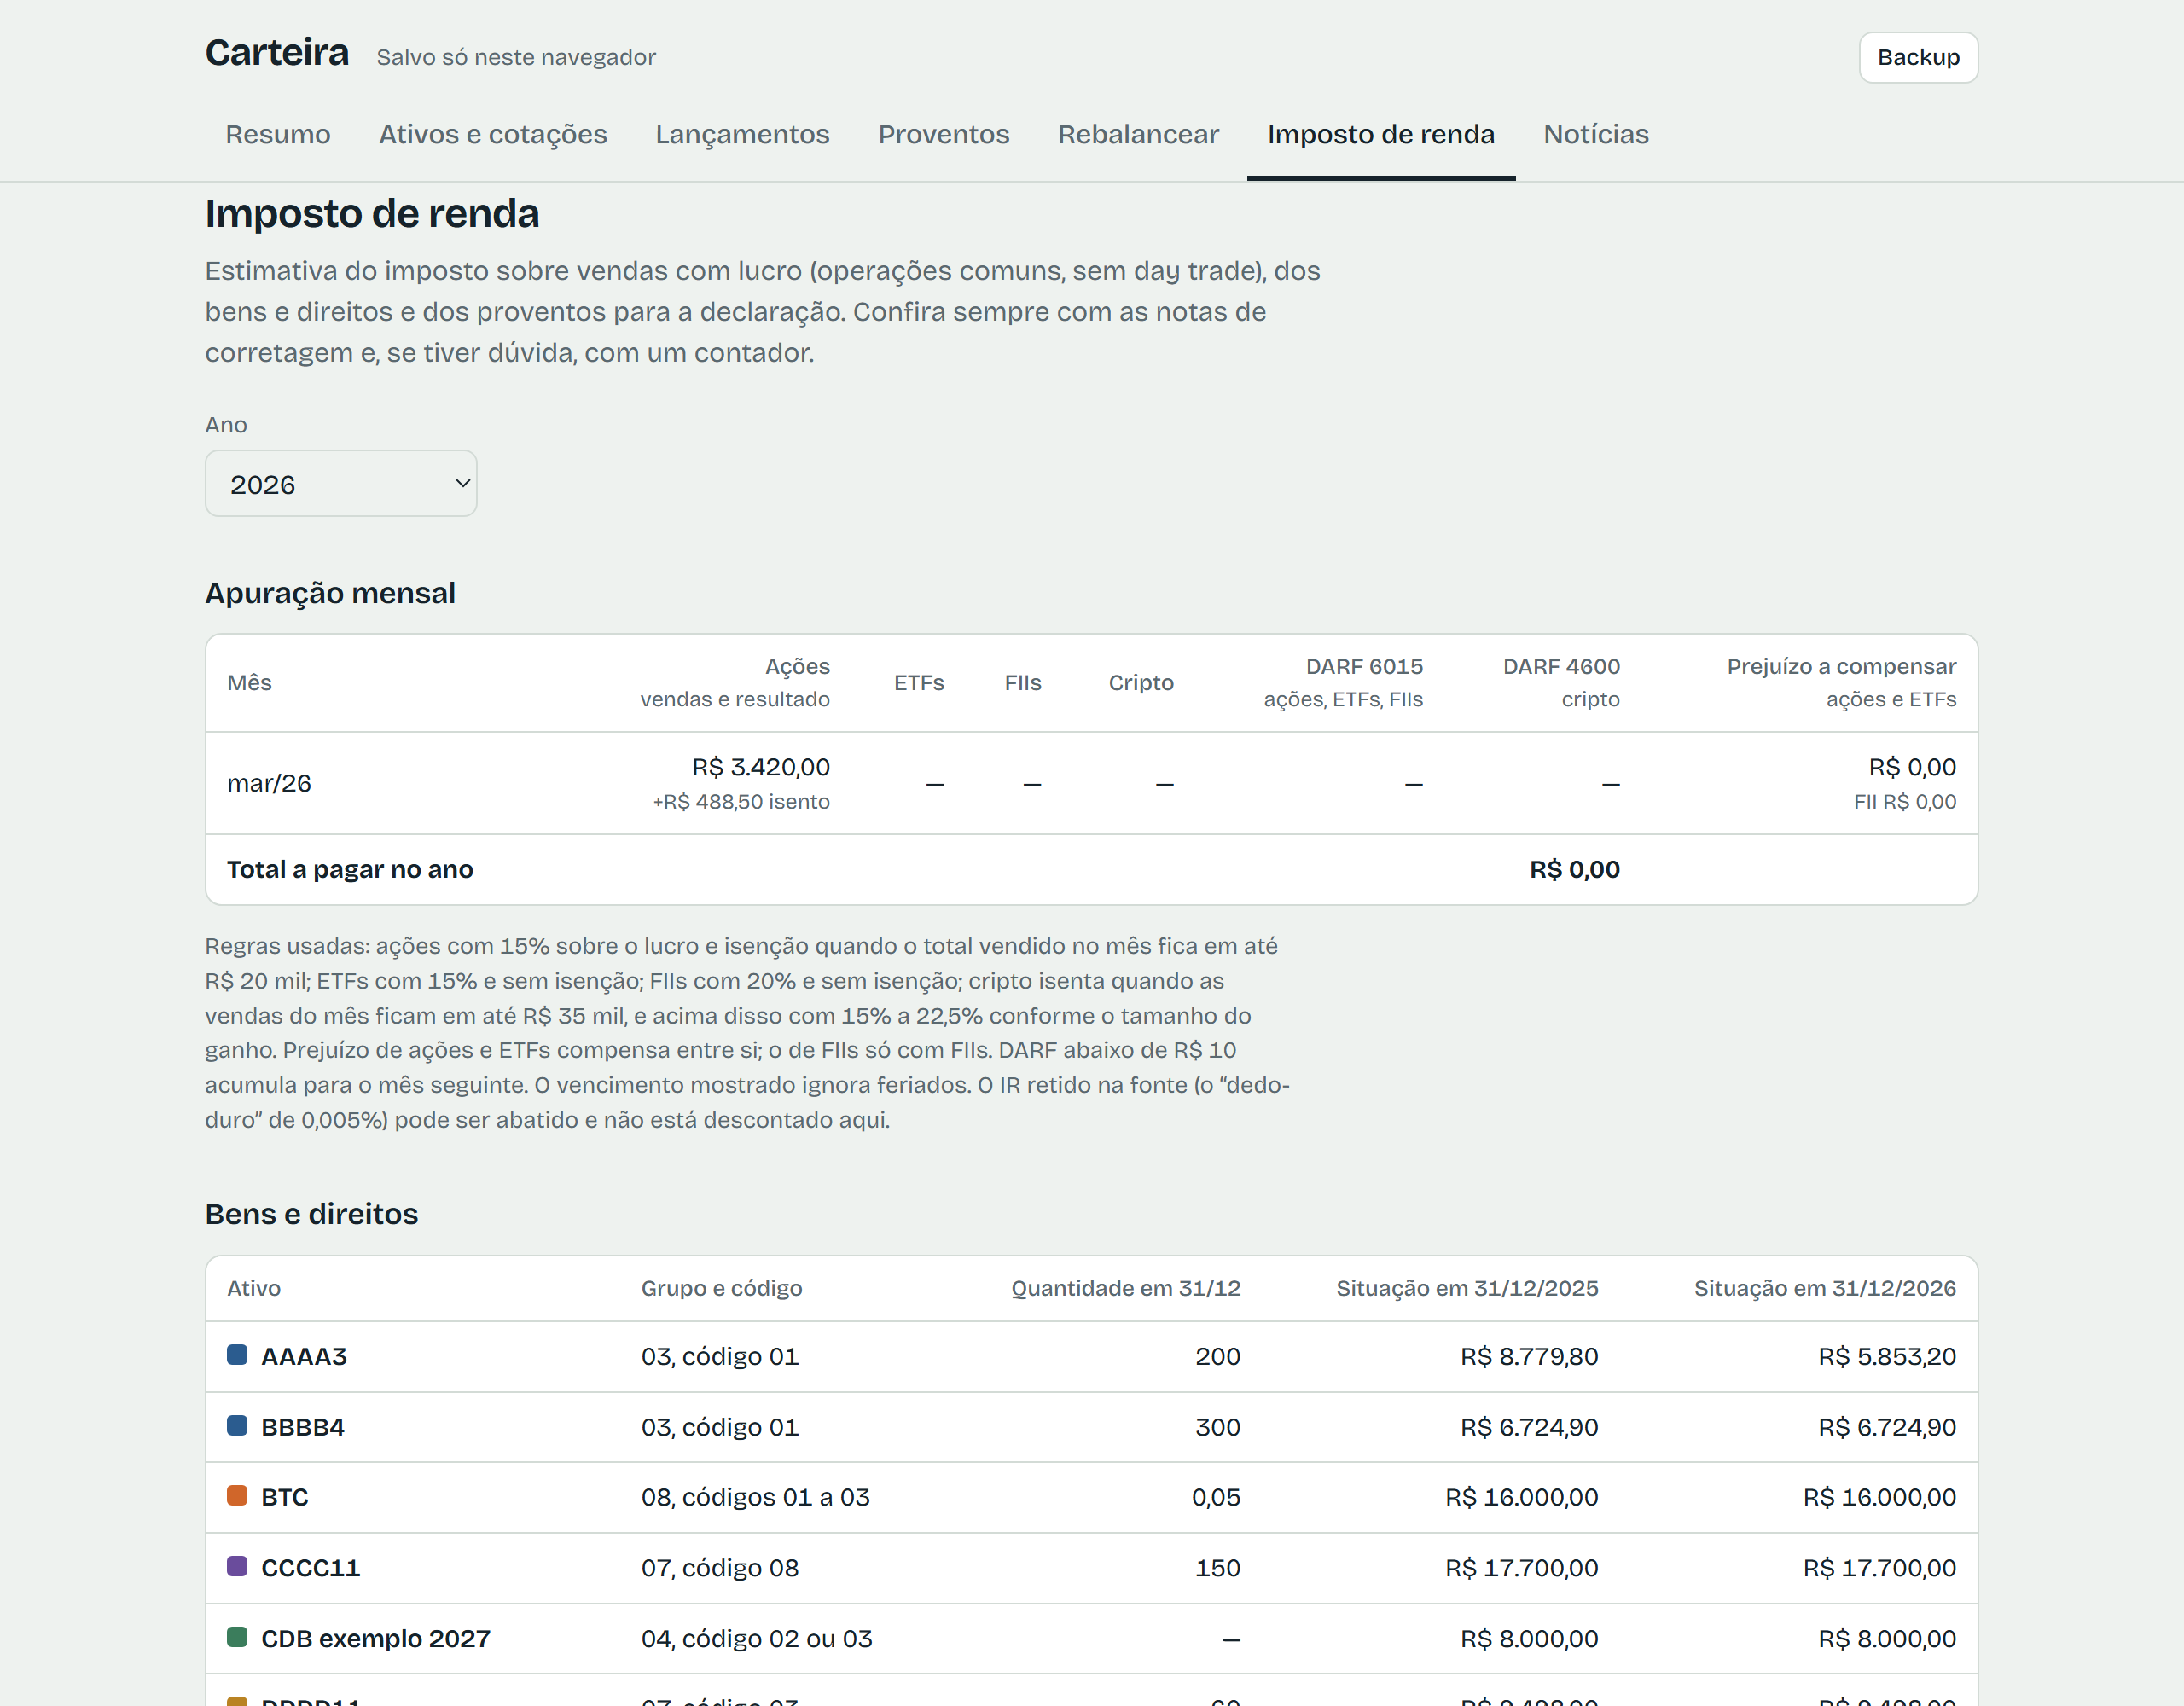 Carteira Salvo só neste navegador Backup
Resumo Ativos e cotações Lançamentos Proventos Rebalancear Imposto de renda Notícias
Imposto de renda
Estimativa do imposto sobre vendas com lucro (operações comuns, sem day trade), dos
bens e direitos e dos proventos para a declaração. Confira sempre com as notas de
corretagem e, se tiver dúvida, com um contador.
Ano
2026
Apuração mensal
Mês Ações ETFs FIIs Cripto DARF 6015 DARF 4600 Prejuízo a compensar
vendas e resultado ações, ETFs, FIIs cripto ações e ETFs
mar/26 R$ 3.420,00 — — — — — R$ 0,00
+R$ 488,50 isento FII R$ 0,00
Total a pagar no ano R$ 0,00
Regras usadas: ações com 15% sobre o lucro e isenção quando o total vendido no mês fica em até
R$ 20 mil; ETFs com 15% e sem isenção; FIIs com 20% e sem isenção; cripto isenta quando as
vendas do mês ficam em até R$ 35 mil, e acima disso com 15% a 22,5% conforme o tamanho do
ganho. Prejuízo de ações e ETFs compensa entre si; o de FIIs só com FIIs. DARF abaixo de R$ 10
acumula para o mês seguinte. O vencimento mostrado ignora feriados. O IR retido na fonte (o “dedo-
duro” de 0,005%) pode ser abatido e não está descontado aqui.
Bens e direitos
Ativo Grupo e código Quantidade em 31/12 Situação em 31/12/2025 Situação em 31/12/2026
AAAA3 03, código 01 200 R$ 8.779,80 R$ 5.853,20
BBBB4 03, código 01 300 R$ 6.724,90 R$ 6.724,90
BTC 08, códigos 01 a 03 0,05 R$ 16.000,00 R$ 16.000,00
CCCC11 07, código 08 150 R$ 17.700,00 R$ 17.700,00
CDB exemplo 2027 04, código 02 ou 03 — R$ 8.000,00 R$ 8.000,00